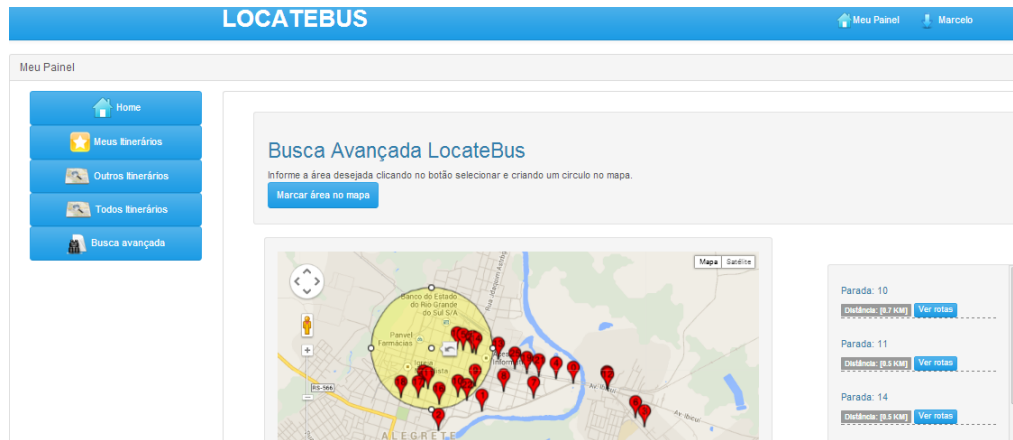 LOCATEBUS
Meu Painel
Marcelo
Meu Painel
Home
Meus Itinerários
Outros Itinerários
Todos Itinerários
Busca avançada
Busca Avançada LocateBus
Informe a área desejada clicando no botão selecionar e criando um circulo no mapa.
Marcar área no mapa
Mapa
Satélite
Banco do Estado
do Rio Grande
do Sul S/A
Panvel
Farmácias
RS-566
ALEGRETE
Parada: 10
Distância: [0.7 KM]
Ver rotas
Parada: 11
Distância: [0.5 KM]
Ver rotas
Parada: 14
Distância: [0.5 KM]
Ver rotas